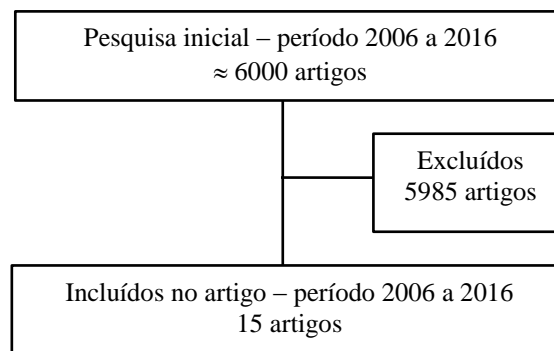 Pesquisa inicial – período 2006 a 2016
≈ 6000 artigos
Excluídos
5985 artigos
Incluídos no artigo – período 2006 a 2016
15 artigos